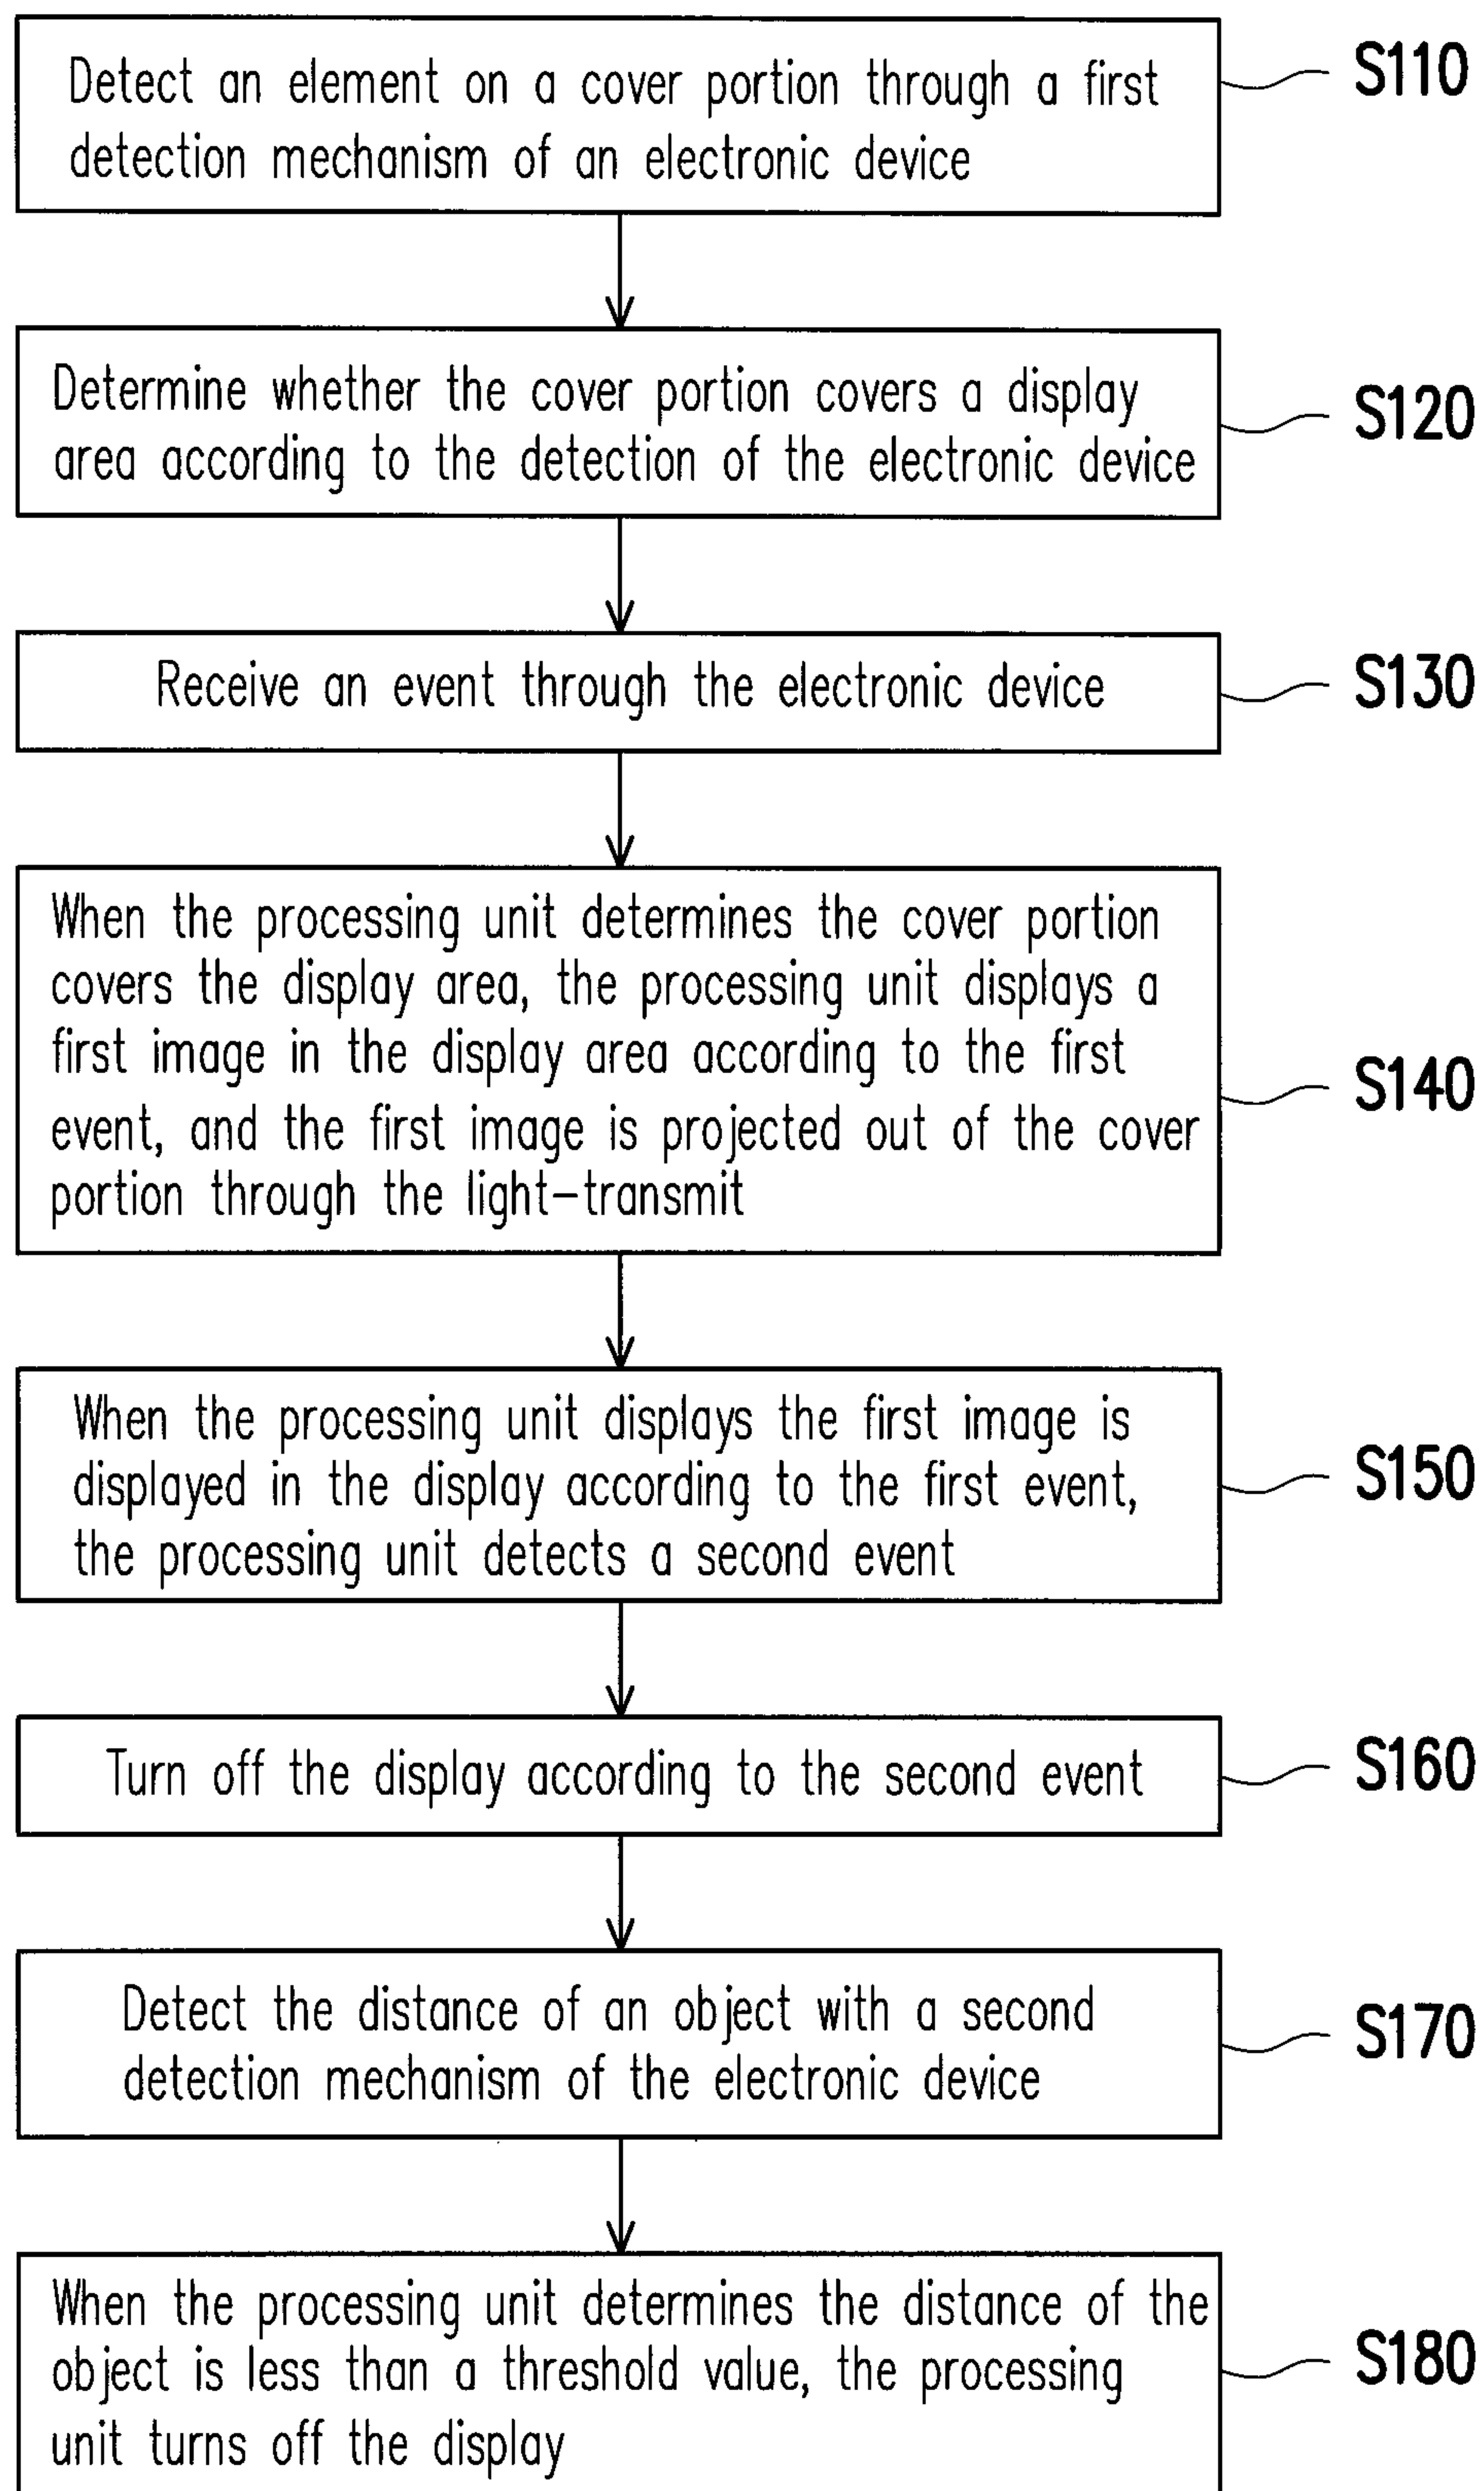 Detect an element on a cover portion through a first
detection mechanism of an electronic device
S110
Determine whether the cover portion covers a display
area according to the detection of the electronic device
S120
Receive an event through the electronic device
S130
When the processing unit determines the cover portion
covers the display area, the processing unit displays a
first image in the display area according to the first
event, and the first image is projected out of the cover
portion through the light-transmit
S140
When the processing unit displays the first image is
displayed in the display according to the first event,
the processing unit detects a second event
S150
Turn off the display according to the second event
S160
Detect the distance of an object with a second
detection mechanism of the electronic device
S170
When the processing unit determines the distance of the
object is less than a threshold value, the processing
unit turns off the display
S180